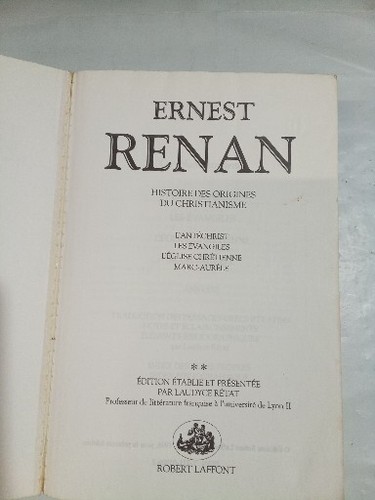 ERNEST
RENAN
HISTOIRE DES ORIGINES
DU CHRISTIANISME
L'ANTÉCHRIST
LES ÉVANGILES
L'ÉGLISE CHRÉTIENNE
MARC-AURÈLE
* *
ÉDITION ÉTABLIE ET PRÉSENTÉE
PAR LAUDYCE RÉTAT
Professeur de littérature française à l'université de Lyon II
ROBERT LAFFONT